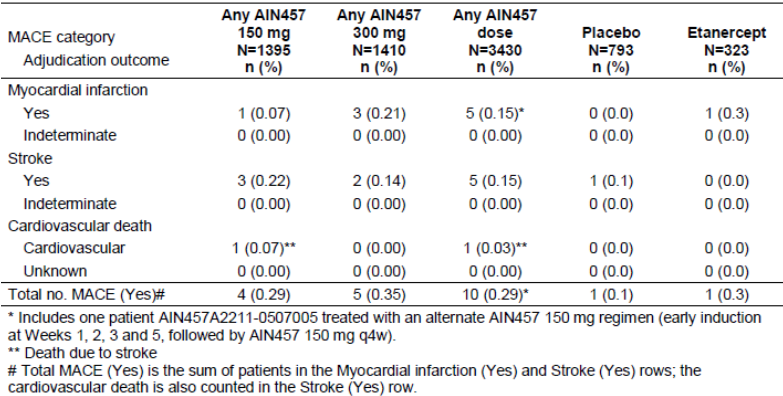 MACE category Adjudication outcome Any AIN457 150 mg N=1395 n (%) Any AIN457 300 mg N=1410 n (%) Any AIN457 dose N=3430 n (%) Placebo N=793 n (%) Etanercept N=323 n (%)
Myocardial infarction
Yes 1 (0.07) 3 (0.21) 5 (0.15)* 0 (0.0) 1 (0.3)
Indeterminate 0 (0.00) 0 (0.00) 0 (0.00) 0 (0.0) 0 (0.0)
Stroke
Yes 3 (0.22) 2 (0.14) 5 (0.15) 1 (0.1) 0 (0.0)
Indeterminate 0 (0.00) 0 (0.00) 0 (0.00) 0 (0.0) 0 (0.0)
Cardiovascular death
Cardiovascular 1 (0.07)** 0 (0.00) 1 (0.03)** 0 (0.0) 0 (0.0)
Unknown 0 (0.00) 0 (0.00) 0 (0.00) 0 (0.0) 0 (0.0)
Total no. MACE (Yes)# 4 (0.29) 5 (0.35) 10 (0.29)* 1 (0.1) 1 (0.3)
* Includes one patient AIN457A2211-0507005 treated with an alternate AIN457 150 mg regimen (early induction
at Weeks 1, 2, 3 and 5, followed by AIN457 150 mg q4w).
** Death due to stroke
# Total MACE (Yes) is the sum of patients in the Myocardial infarction (Yes) and Stroke (Yes) rows; the
cardiovascular death is also counted in the Stroke (Yes) row.